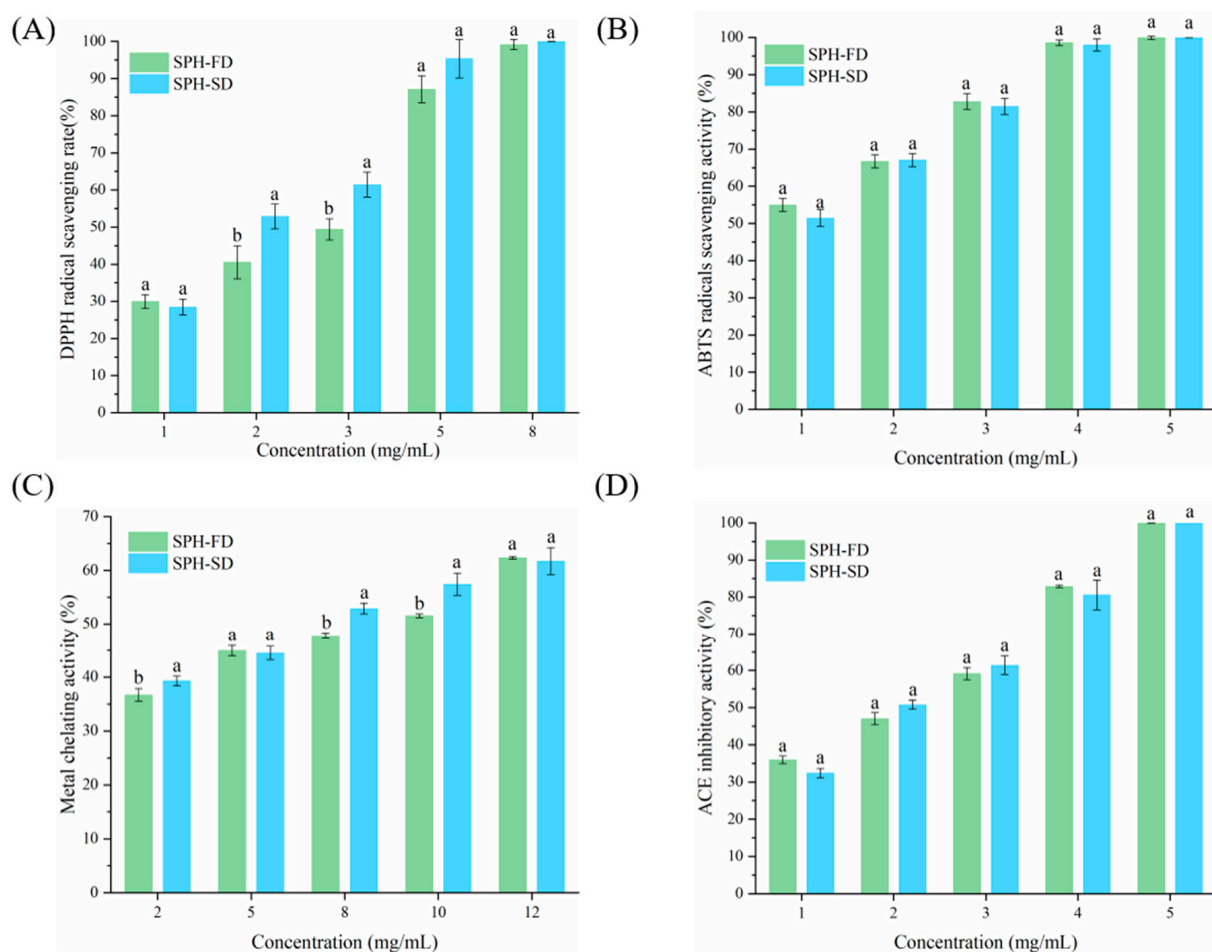 (A)
DPPH radical scavenging rate(%)
100
90
80
70
60
50
40
30
20
10
0
SPH-FD
SPH-SD
a a
b a
b a
a a
a a
1 2 3 5 8
Concentration (mg/mL)
(B)
ABTS radicals scavenging activity (%)
100
90
80
70
60
50
40
30
20
10
0
SPH-FD
SPH-SD
a a
a a
a a
a a
a a
1 2 3 4 5
Concentration (mg/mL)
(C)
Metal chelating activity (%)
70
60
50
40
30
20
10
0
SPH-FD
SPH-SD
b a
a a
b a
b a
a a
2 5 8 10 12
Concentration (mg/mL)
(D)
ACE inhibitory activity (%)
100
90
80
70
60
50
40
30
20
10
0
SPH-FD
SPH-SD
a a
a a
a a
a a
a a
1 2 3 4 5
Concentration (mg/mL)